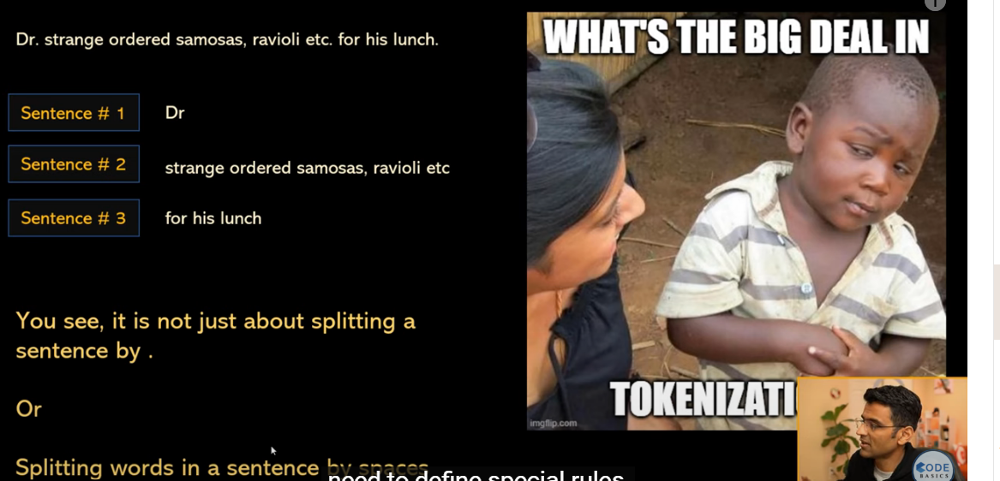 Dr. strange ordered samosas, ravioli etc. for his lunch.
WHAT'S THE BIG DEAL IN
Sentence # 1
Dr
Sentence # 2
strange ordered samosas, ravioli etc
Sentence # 3
for his lunch
You see, it is not just about splitting a
sentence by .
Or
Splitting words in a sentence by spaces
TOKENIZATI
imgflip.com
need to define special rules
CODE
BASICS